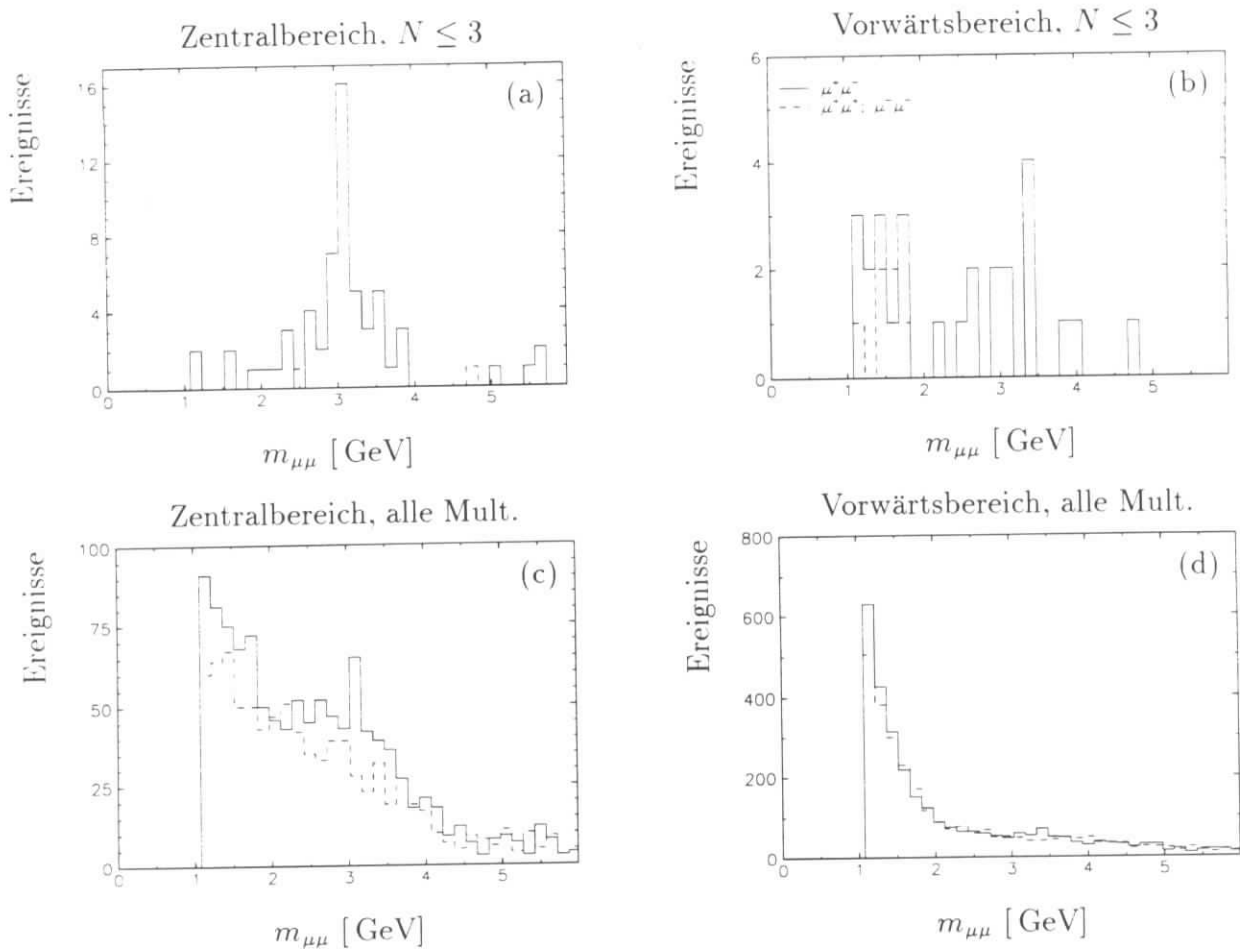 Zentralbereich, N ≤ 3
Ereignisse
(a)
16
12
8
4
0
0 1 2 3 4 5
m_μμ [GeV]
Vorwärtsbereich, N ≤ 3
Ereignisse
(b)
μ⁺μ⁻
μ⁺μ⁺; μ⁻μ⁻
6
4
2
0
0 1 2 3 4 5
m_μμ [GeV]
Zentralbereich, alle Mult.
Ereignisse
(c)
100
75
50
25
0
0 1 2 3 4 5
m_μμ [GeV]
Vorwärtsbereich, alle Mult.
Ereignisse
(d)
800
600
400
200
0
0 1 2 3 4 5
m_μμ [GeV]